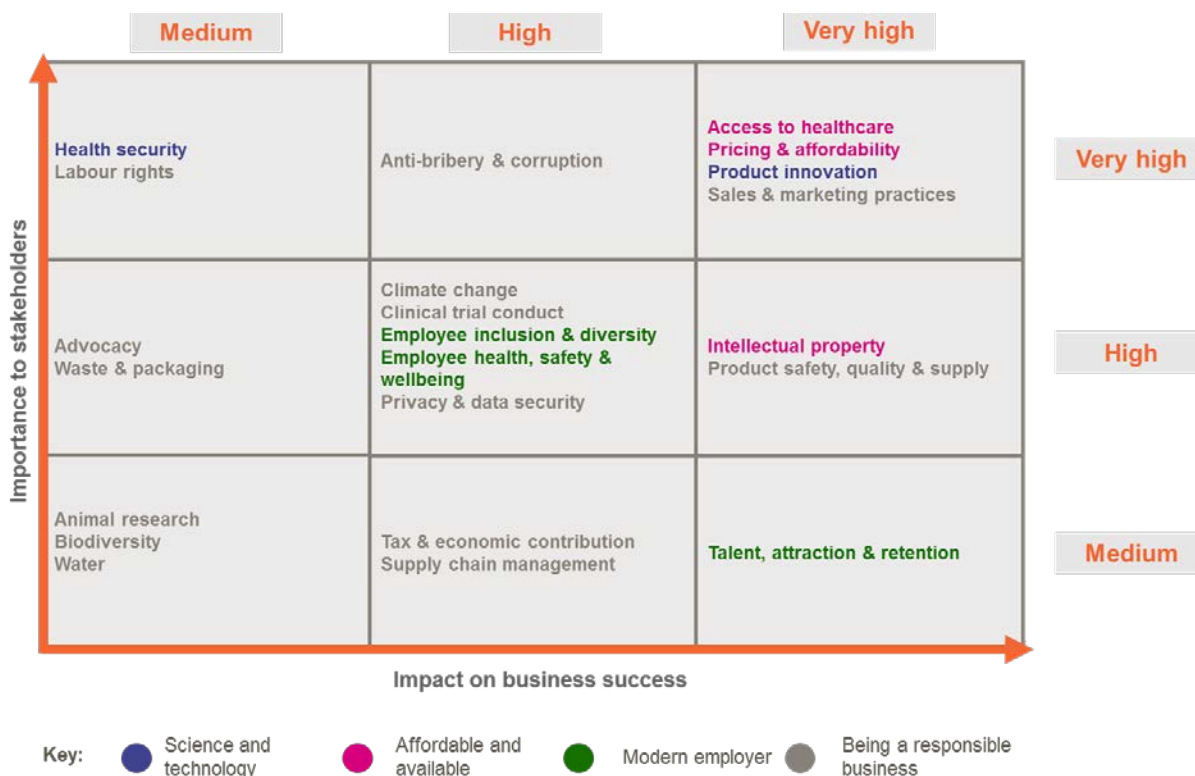 Medium
High
Very high
Health security
Labour rights
Anti-bribery & corruption
Access to healthcare
Pricing & affordability
Product innovation
Sales & marketing practices
Very high
Importance to stakeholders
Advocacy
Waste & packaging
Climate change
Clinical trial conduct
Employee inclusion & diversity
Employee health, safety &
wellbeing
Privacy & data security
Intellectual property
Product safety, quality & supply
High
Animal research
Biodiversity
Water
Tax & economic contribution
Supply chain management
Talent, attraction & retention
Medium
Impact on business success
Key:
Science and
technology
Affordable and
available
Modern employer
Being a responsible
business